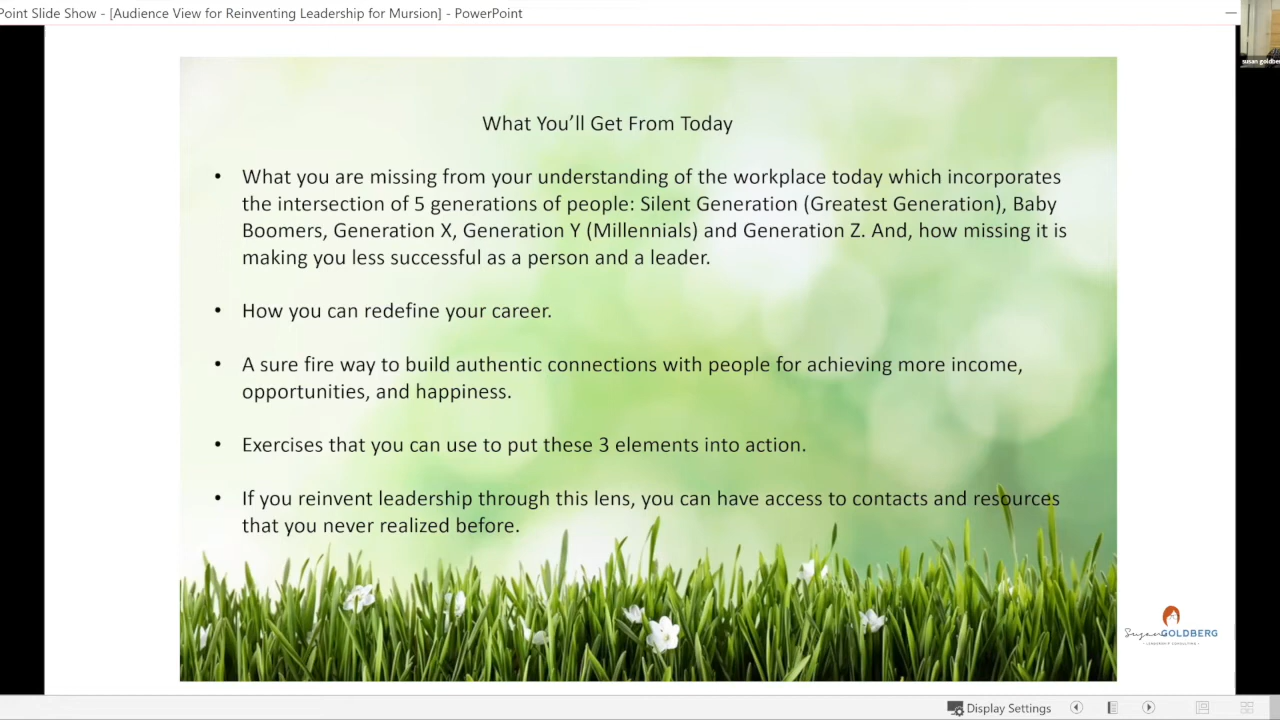 Point Slide Show - [Audience View for Reinventing Leadership for Mursion] - PowerPoint
susan goldbe
What You'll Get From Today
• What you are missing from your understanding of the workplace today which incorporates
the intersection of 5 generations of people: Silent Generation (Greatest Generation), Baby
Boomers, Generation X, Generation Y (Millennials) and Generation Z. And, how missing it is
making you less successful as a person and a leader.
• How you can redefine your career.
• A sure fire way to build authentic connections with people for achieving more income,
opportunities, and happiness.
• Exercises that you can use to put these 3 elements into action.
• If you reinvent leadership through this lens, you can have access to contacts and resources
that you never realized before.
Susan GOLDBERG
LEADERSHIP CONSULTING
Display Settings